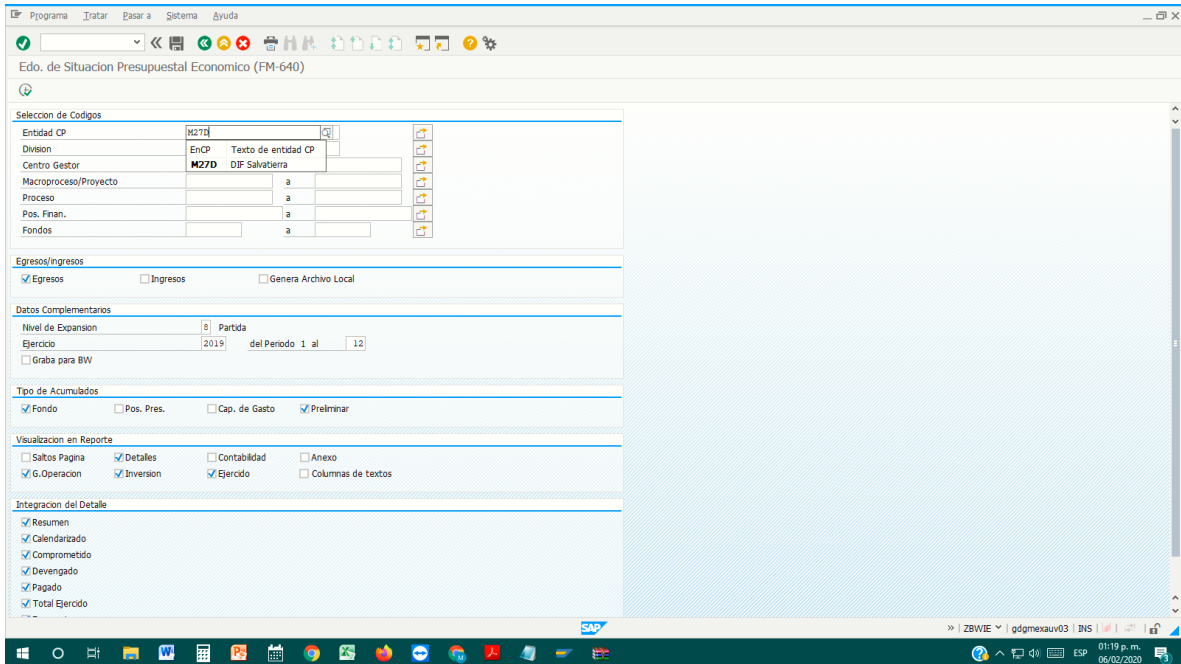 Programa Tratar Pasar a Sistema Ayuda
Edo. de Situacion Presupuestal Economico (FM-640)
Seleccion de Codigos
Entidad CP M27D
Division
EnCP Texto de entidad CP
Centro Gestor
M27D DIF Salvatierra
Macroproceso/Proyecto a
Proceso a
Pos. Finan. a
Fondos a
Egresos/ingresos
Egresos Ingresos Genera Archivo Local
Datos Complementarios
Nivel de Expansion 8 Partida
Ejercicio 2019 del Periodo 1 al 12
Graba para BW
Tipo de Acumulados
Fondo Pos. Pres. Cap. de Gasto Preliminar
Visualizacion en Reporte
Saltos Pagina Detalles Contabilidad Anexo
G.Operacion Inversion Ejercido Columnas de textos
Integracion del Detalle
Resumen
Calendarizado
Comprometido
Devengado
Pagado
Total Ejercido
SAP ZBWIE gdgmexauv03 INS
ESP 01:19 p. m.
06/02/2020